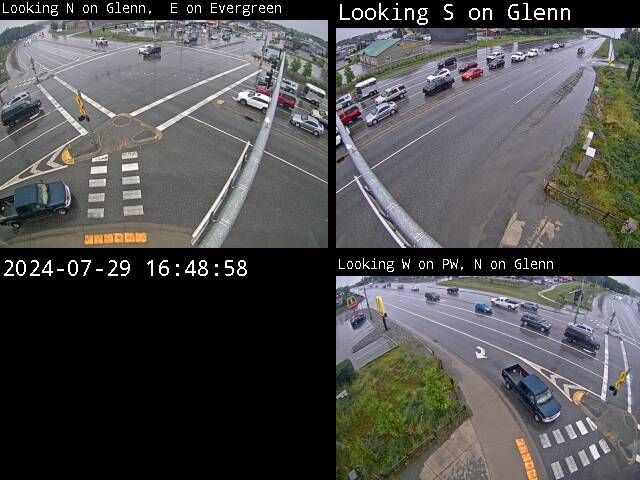 Looking N on Glenn,  E on Evergreen
Looking S on Glenn
2024-07-29 16:48:58
Looking W on PW, N on Glenn